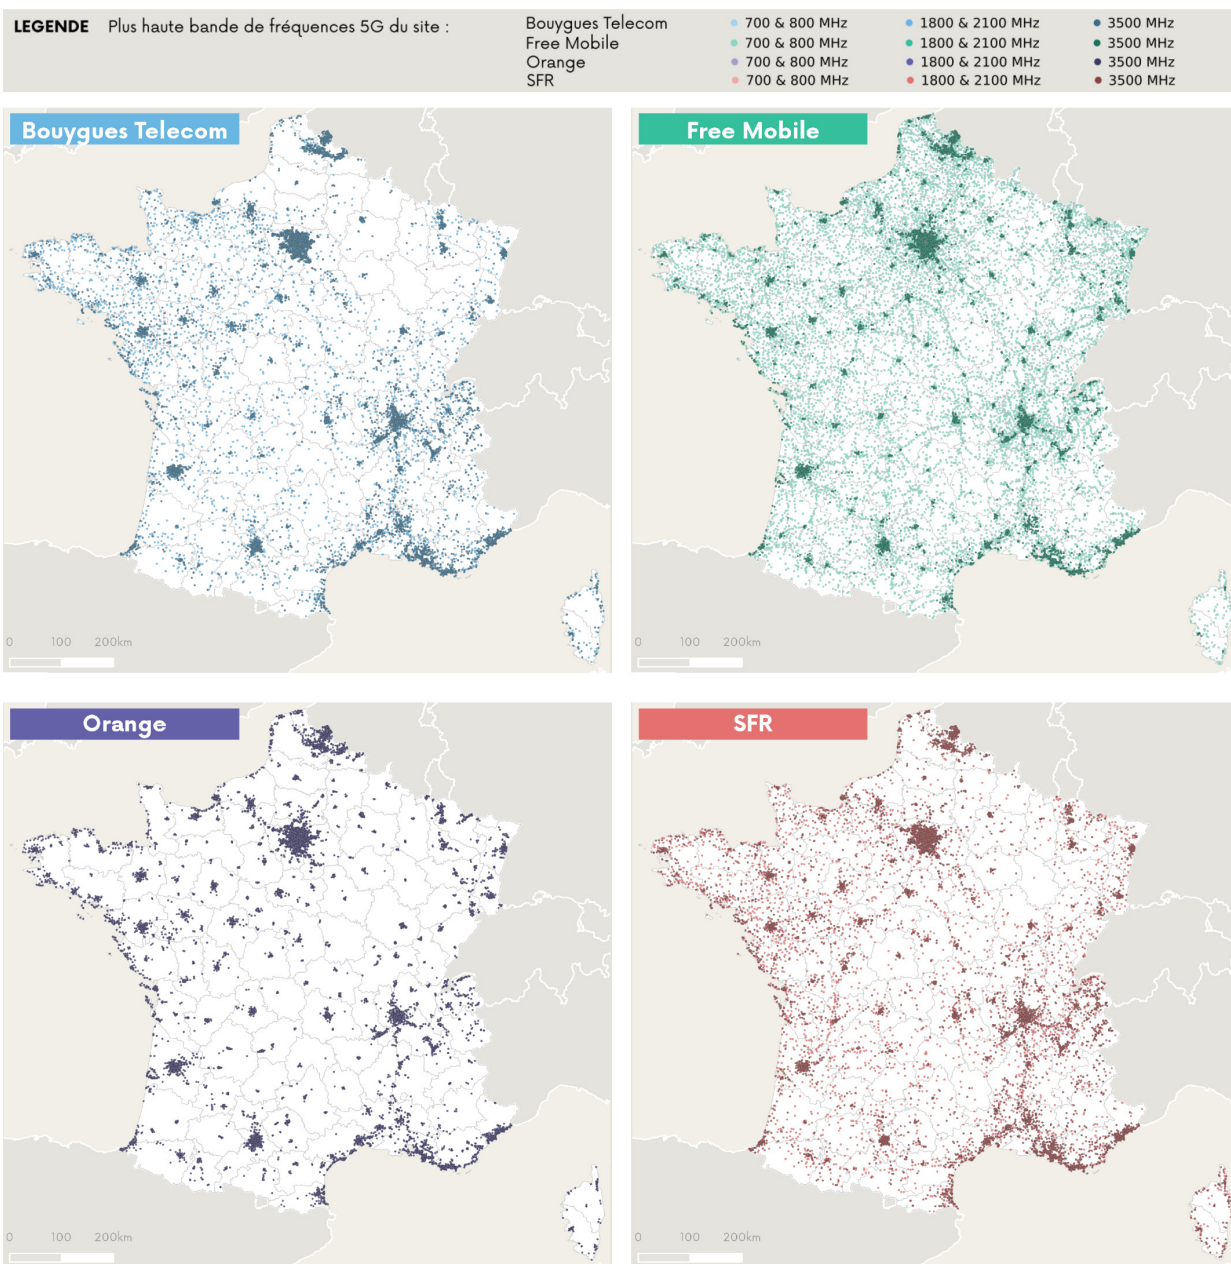 LEGENDE Plus haute bande de fréquences 5G du site :
Bouygues Telecom 700 & 800 MHz 1800 & 2100 MHz 3500 MHz
Free Mobile 700 & 800 MHz 1800 & 2100 MHz 3500 MHz
Orange 700 & 800 MHz 1800 & 2100 MHz 3500 MHz
SFR 700 & 800 MHz 1800 & 2100 MHz 3500 MHz
Bouygues Telecom
0 100 200km
Free Mobile
0 100 200km
Orange
0 100 200km
SFR
0 100 200km